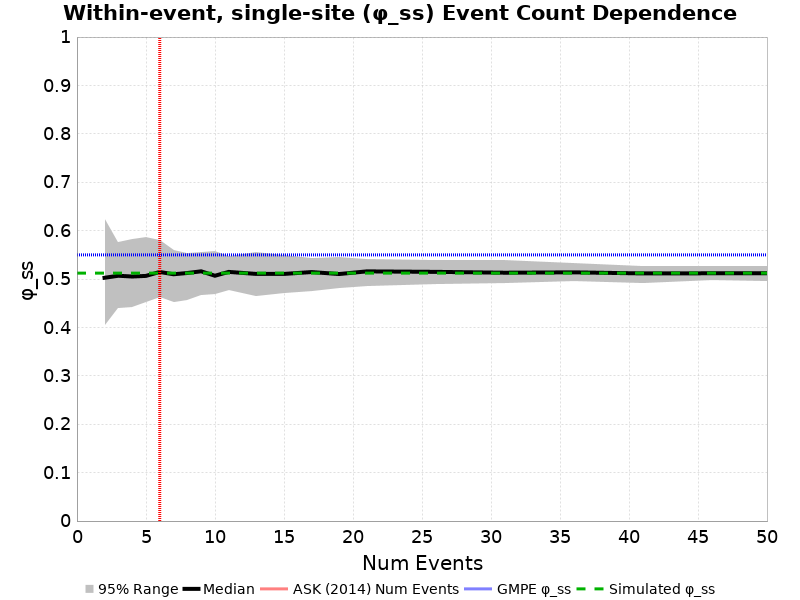 Within-event, single-site (φ_ss) Event Count Dependence
1
0.9
0.8
0.7
0.6
0.5
0.4
0.3
0.2
0.1
0
φ_ss
0 5 10 15 20 25 30 35 40 45 50
Num Events
95% Range Median ASK (2014) Num Events GMPE φ_ss Simulated φ_ss